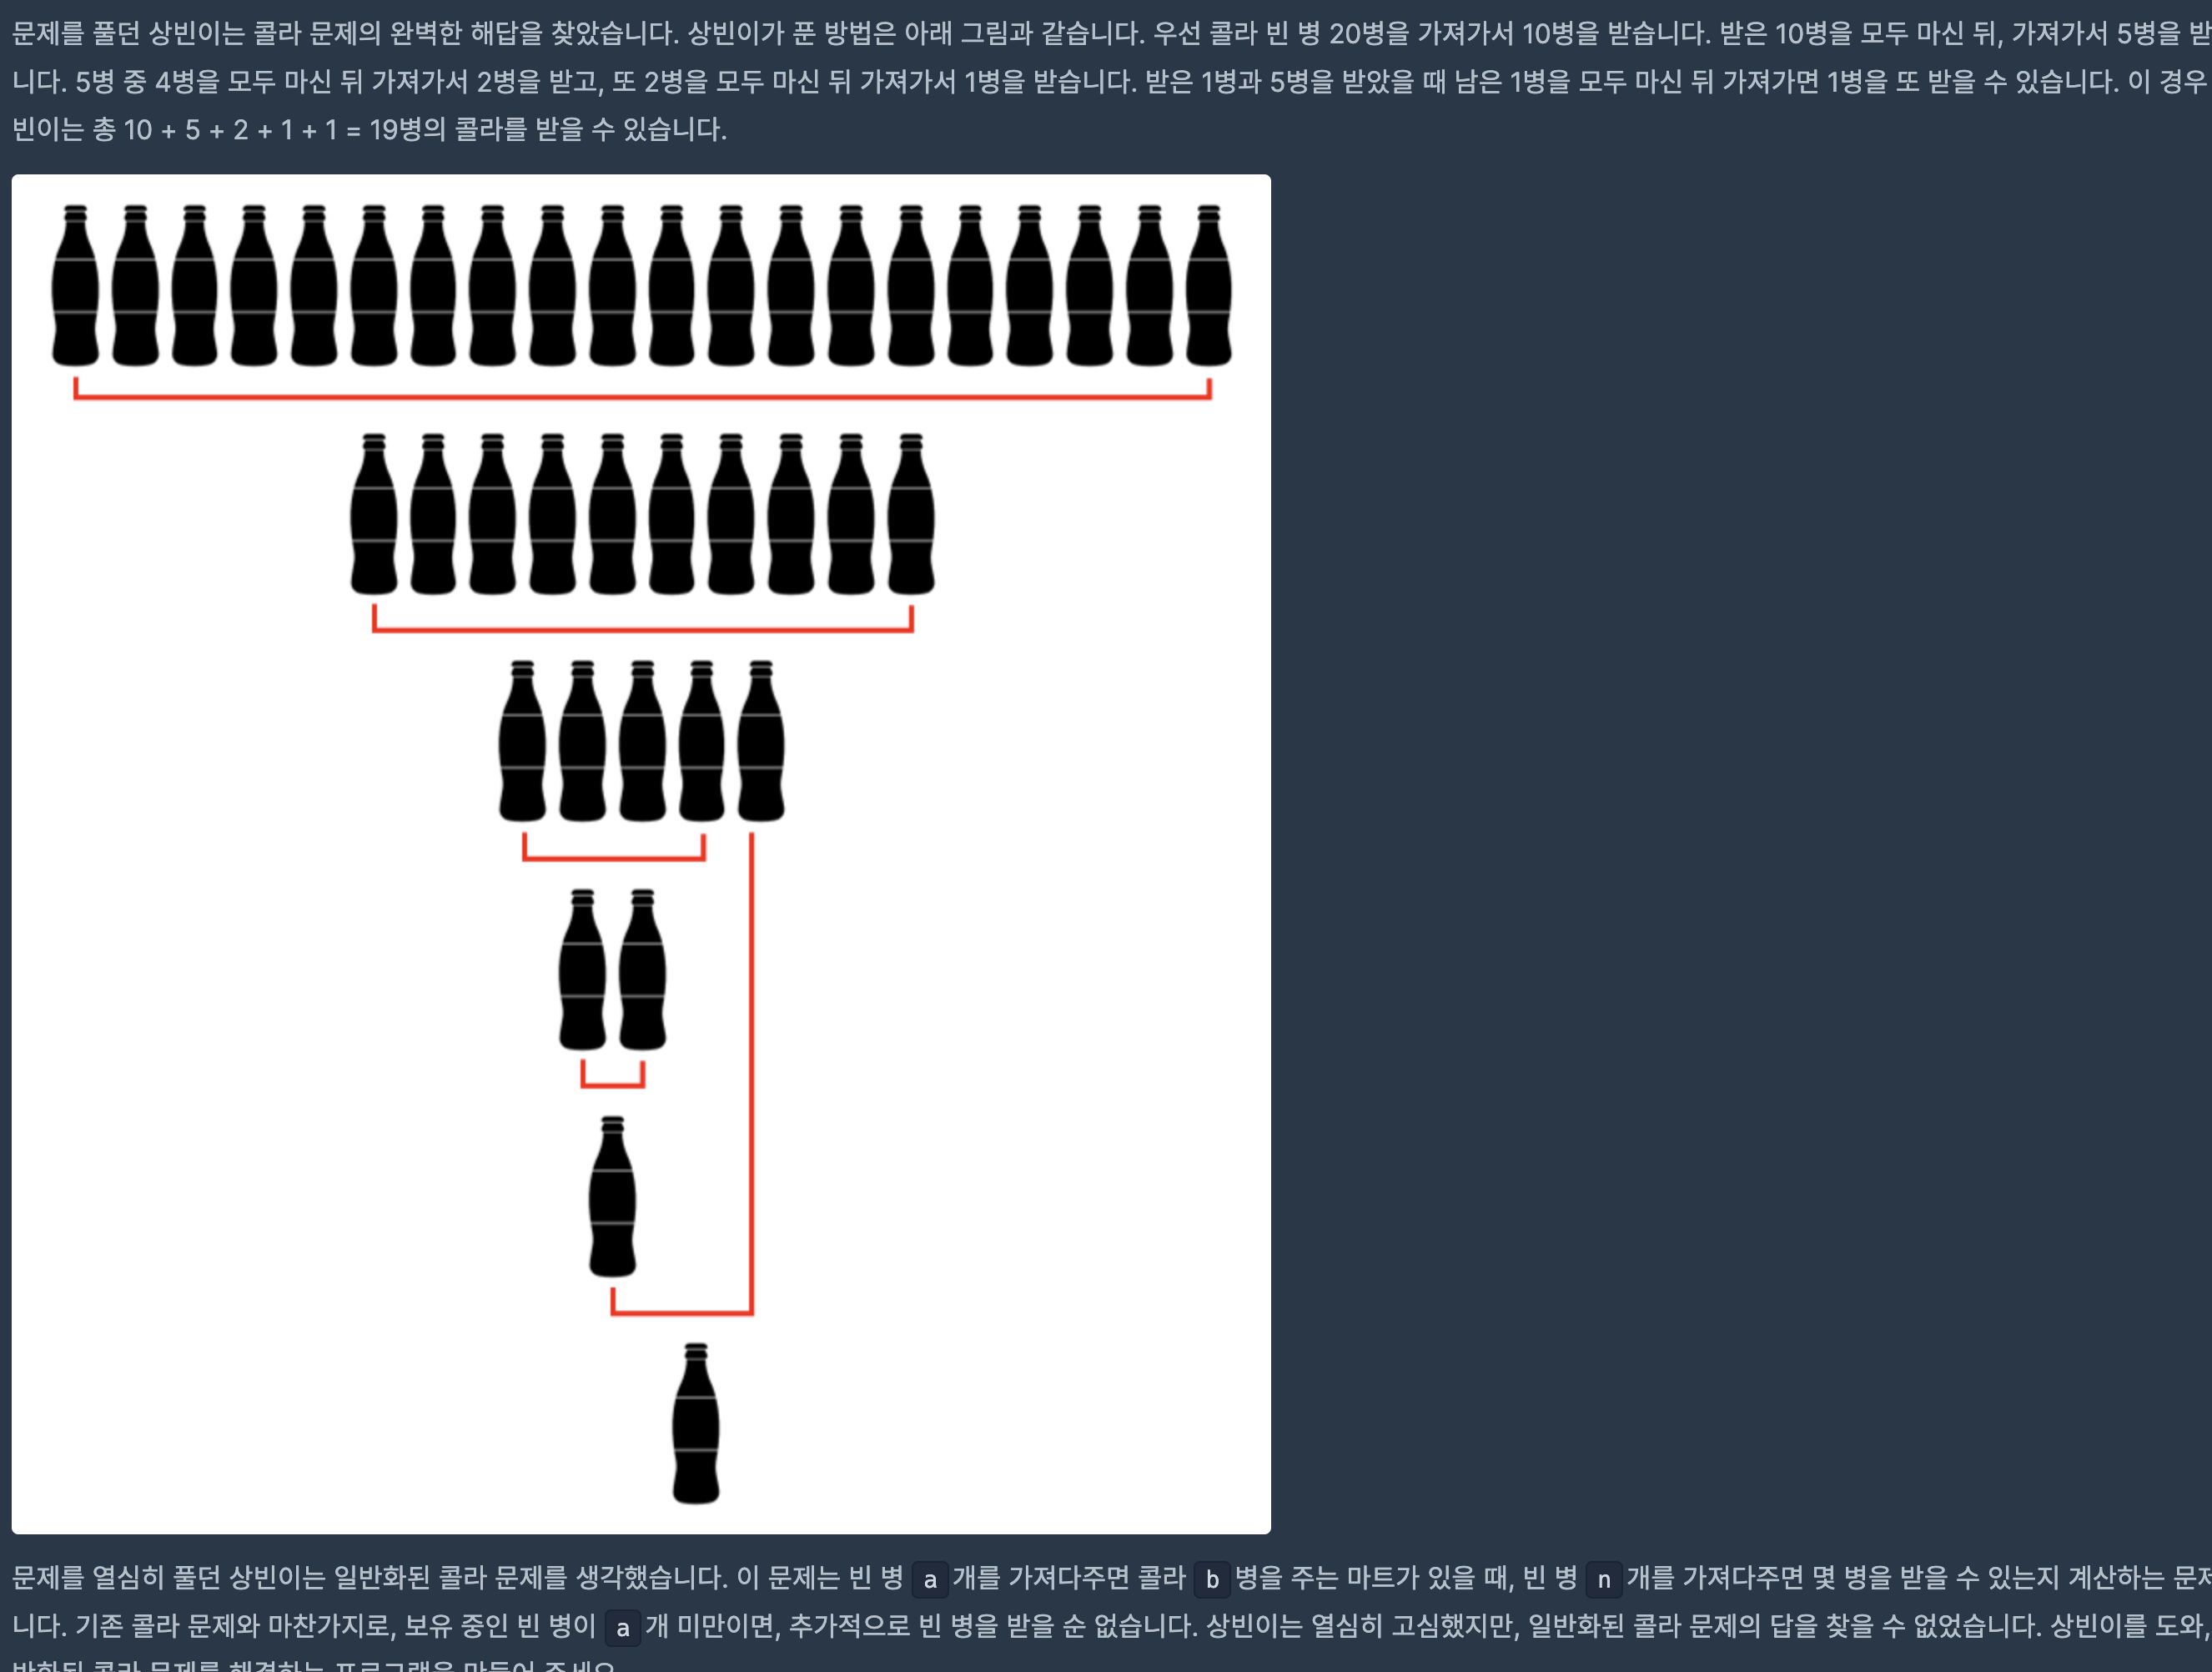 문제를 풀던 상빈이는 콜라 문제의 완벽한 해답을 찾았습니다. 상빈이가 푼 방법은 아래 그림과 같습니다. 우선 콜라 빈 병 20병을 가져가서 10병을 받습니다. 받은 10병을 모두 마신 뒤, 가져가서 5병을 받
니다. 5병 중 4병을 모두 마신 뒤 가져가서 2병을 받고, 또 2병을 모두 마신 뒤 가져가서 1병을 받습니다. 받은 1병과 5병을 받았을 때 남은 1병을 모두 마신 뒤 가져가면 1병을 또 받을 수 있습니다. 이 경우
빈이는 총 10 + 5 + 2 + 1 + 1 = 19병의 콜라를 받을 수 있습니다.
문제를 열심히 풀던 상빈이는 일반화된 콜라 문제를 생각했습니다. 이 문제는 빈 병 a 개를 가져다주면 콜라 b 병을 주는 마트가 있을 때, 빈 병 n 개를 가져다주면 몇 병을 받을 수 있는지 계산하는 문제
니다. 기존 콜라 문제와 마찬가지로, 보유 중인 빈 병이 a 개 미만이면, 추가적으로 빈 병을 받을 순 없습니다. 상빈이는 열심히 고심했지만, 일반화된 콜라 문제의 답을 찾을 수 없었습니다. 상빈이를 도와,